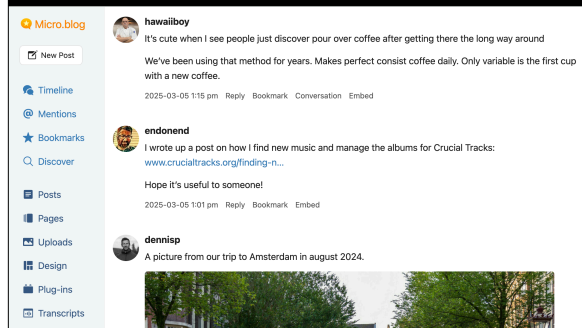 Micro.blog
New Post
Timeline
Mentions
Bookmarks
Discover
Posts
Pages
Uploads
Design
Plug-ins
Transcripts
hawaiiboy
It's cute when I see people just discover pour over coffee after getting there the long way around
We've been using that method for years. Makes perfect consist coffee daily. Only variable is the first cup
with a new coffee.
2025-03-05 1:15 pm Reply Bookmark Conversation Embed
endonend
I wrote up a post on how I find new music and manage the albums for Crucial Tracks:
www.crucialtracks.org/finding-n...
Hope it's useful to someone!
2025-03-05 1:01 pm Reply Bookmark Embed
dennisp
A picture from our trip to Amsterdam in august 2024.